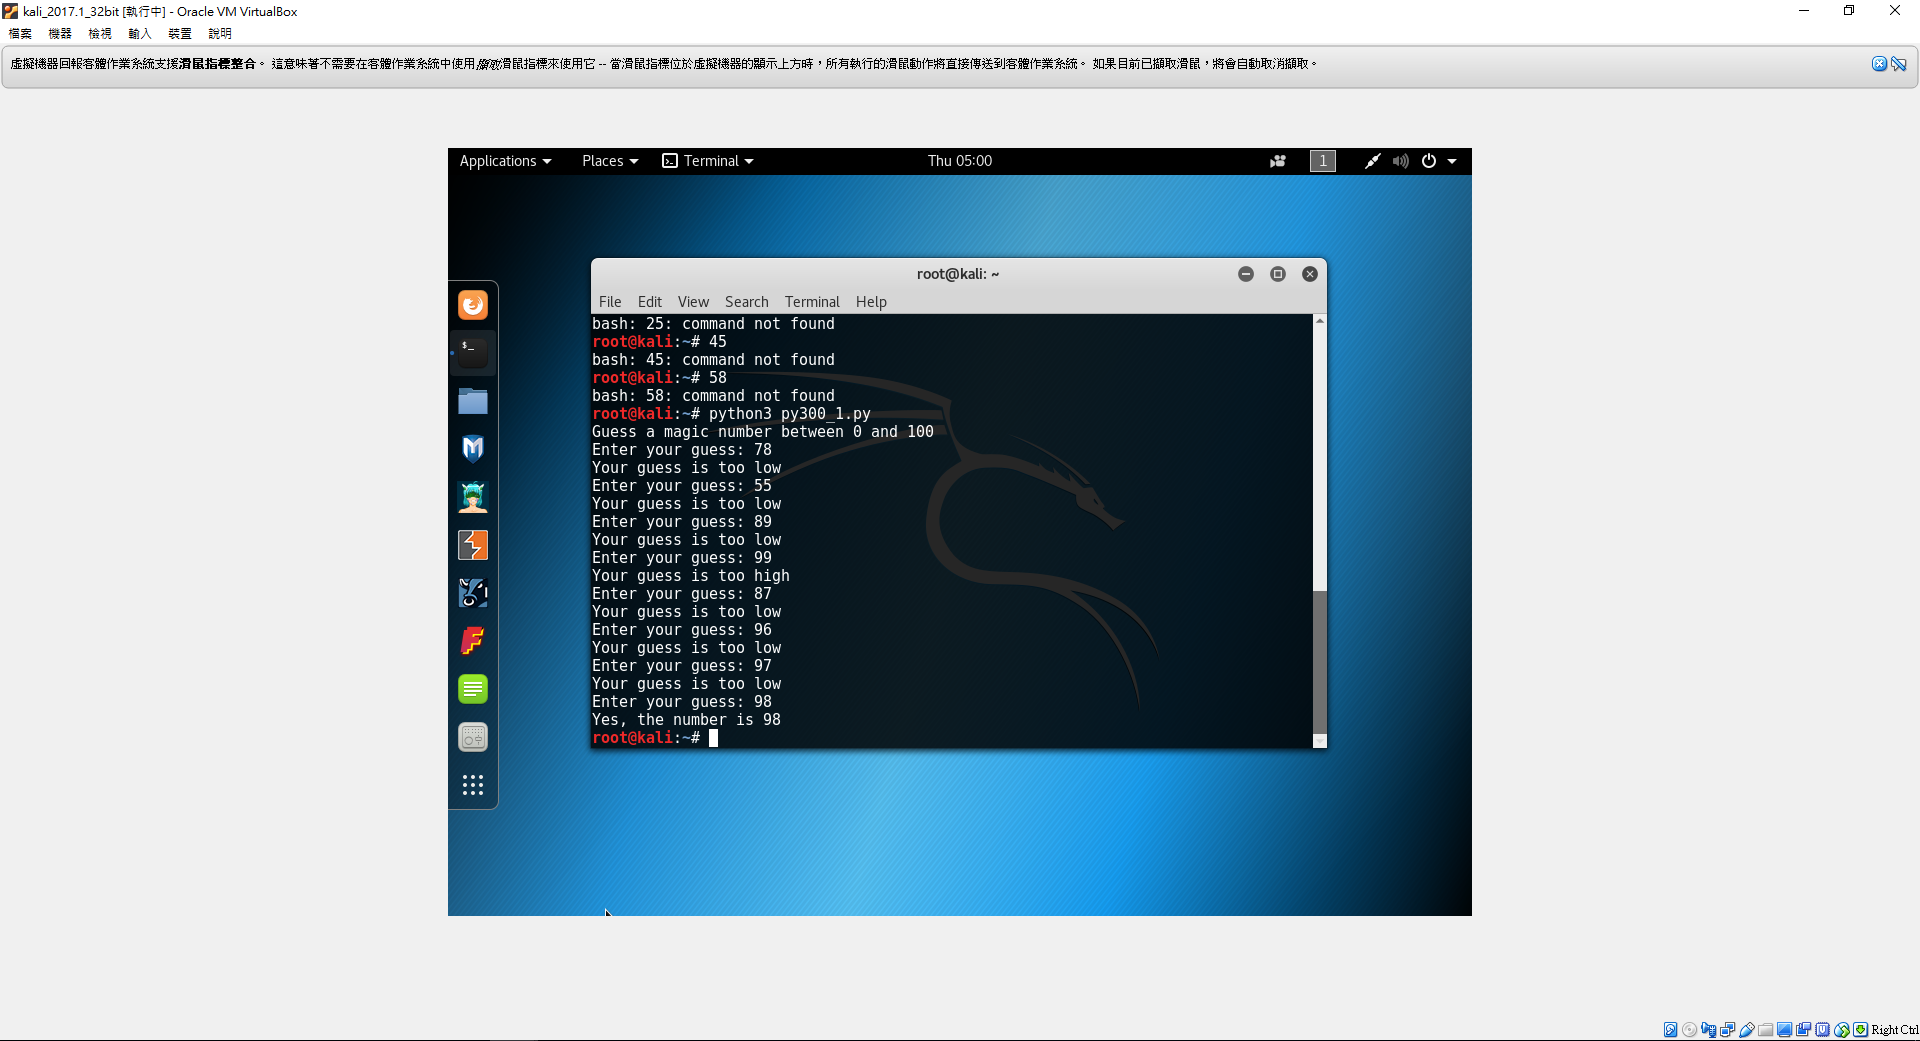 kali_2017.1_32bit [執行中] - Oracle VM VirtualBox
檔案 機器 檢視 輸入 裝置 說明
虛擬機器回報客體作業系統支援滑鼠指標整合。 這意味著不需要在客體作業系統中使用滑鼠指標來使用它 -- 當滑鼠指標位於虛擬機器的顯示上方時，所有執行的滑鼠動作將直接傳送到客體作業系統。 如果目前已擷取滑鼠，將會自動取消擷取。
Applications Places Terminal Thu 05:00 1
root@kali: ~
File Edit View Search Terminal Help
bash: 25: command not found
root@kali:~# 45
bash: 45: command not found
root@kali:~# 58
bash: 58: command not found
root@kali:~# python3 py300_1.py
Guess a magic number between 0 and 100
Enter your guess: 78
Your guess is too low
Enter your guess: 55
Your guess is too low
Enter your guess: 89
Your guess is too low
Enter your guess: 99
Your guess is too high
Enter your guess: 87
Your guess is too low
Enter your guess: 96
Your guess is too low
Enter your guess: 97
Your guess is too low
Enter your guess: 98
Yes, the number is 98
root@kali:~#
Right Ctrl